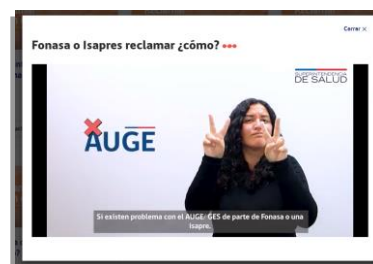 Cerrar ×
Fonasa o Isapres reclamar ¿cómo?
SUPERINTENDENCIA
DE SALUD
AUGE
Si existen problema con el AUGE-GES de parte de Fonasa o una
Isapre.